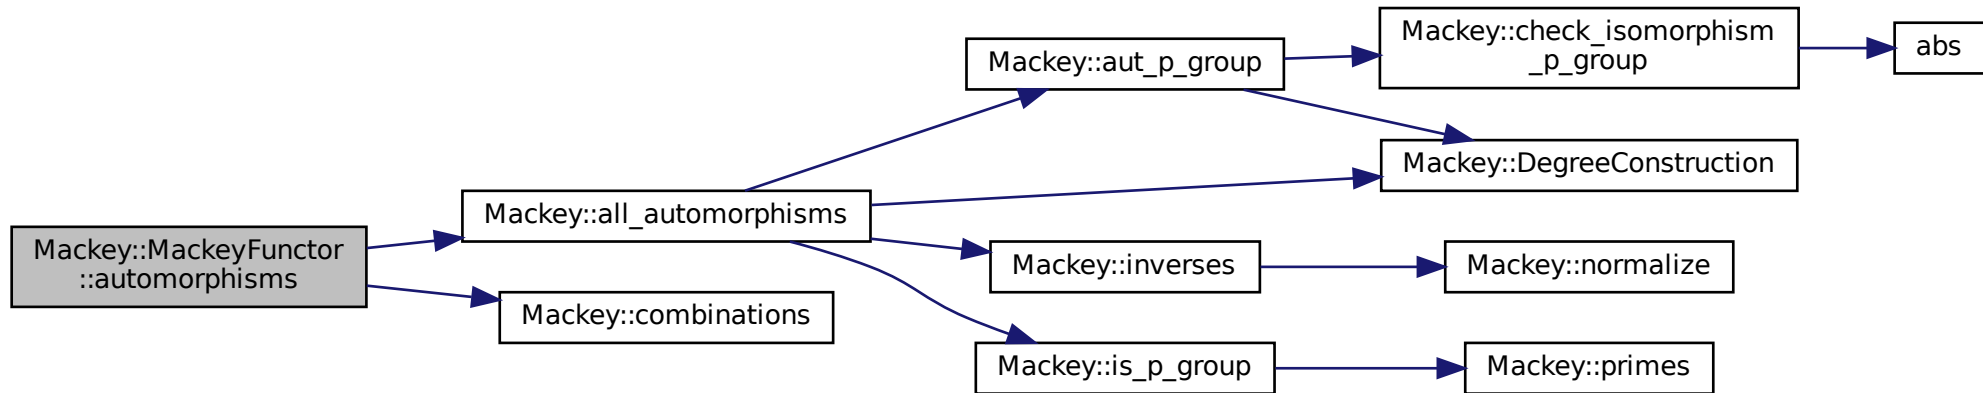 Mackey::MackeyFunctor
::automorphisms
Mackey::all_automorphisms
Mackey::combinations
Mackey::aut_p_group
Mackey::check_isomorphism
_p_group
abs
Mackey::DegreeConstruction
Mackey::inverses
Mackey::normalize
Mackey::is_p_group
Mackey::primes